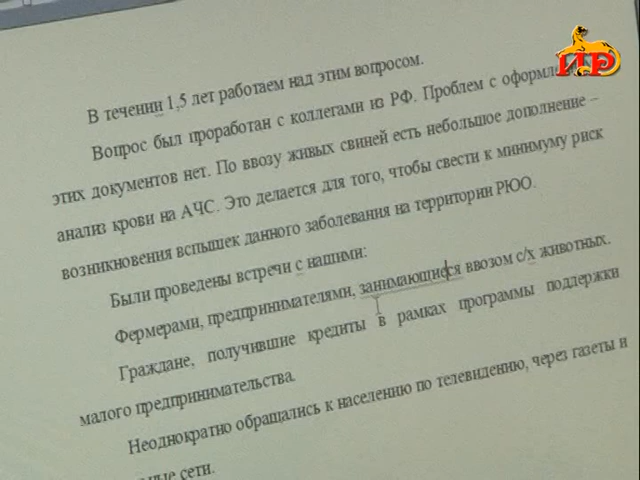 ИР
В течении 1,5 лет работаем над этим вопросом.
Вопрос был проработан с коллегами из РФ. Проблем с
этих документов нет. По ввозу живых свиней есть небольшое дополнение –
анализ крови на АЧС. Это делается для того, чтобы свести к минимуму риск
возникновения вспышек данного заболевания на территории РЮО.
Были проведены встречи с нашими:
Фермерами, предпринимателями, занимающиеся ввозом с/х животных.
Граждане, получившие кредиты в рамках программы поддержки
малого предпринимательства.
Неоднократно обращались к населению по телевидению, через газеты и
сети.